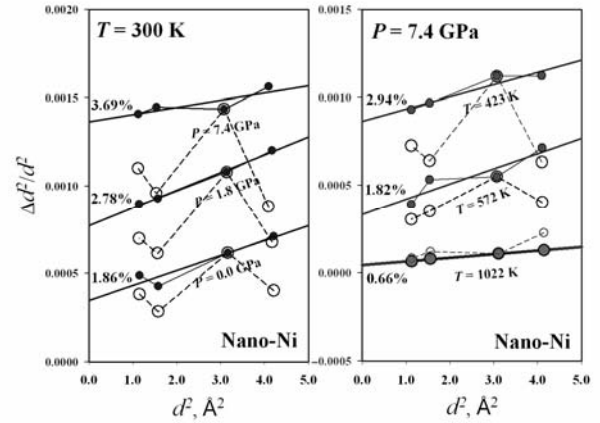 0.0020
T = 300 K
0.0015
3.69%
P = 7.4 GPa
0.0010
2.78%
P = 1.8 GPa
0.0005
1.86%
P = 0.0 GPa
Nano-Ni
0.0000
0.0 1.0 2.0 3.0 4.0 5.0
d², Å²
Δd²/d²
0.0015
P = 7.4 GPa
0.0010
2.94%
T = 423 K
0.0005
1.82%
T = 572 K
0.0000
0.66%
T = 1022 K
Nano-Ni
−0.0005
0.0 1.0 2.0 3.0 4.0 5.0
d², Å²